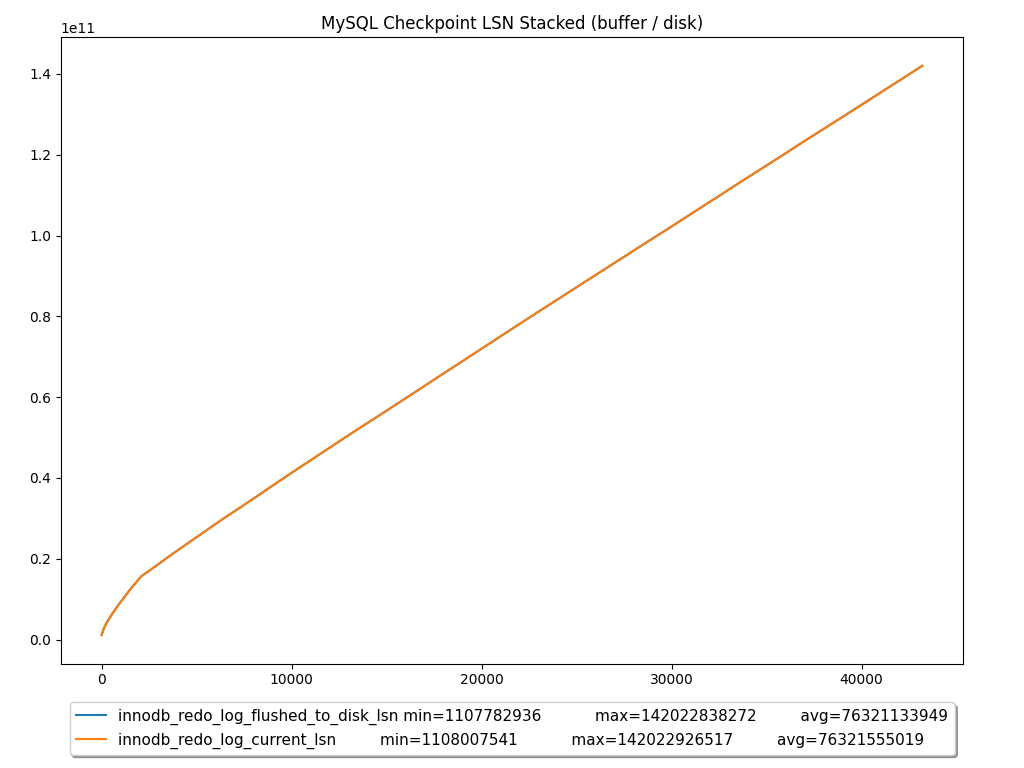 MySQL Checkpoint LSN Stacked (buffer / disk)
1e11
1.4
1.2
1.0
0.8
0.6
0.4
0.2
0.0
0 10000 20000 30000 40000
innodb_redo_log_flushed_to_disk_lsn min=1107782936 max=142022838272 avg=76321133949
innodb_redo_log_current_lsn min=1108007541 max=142022926517 avg=76321555019